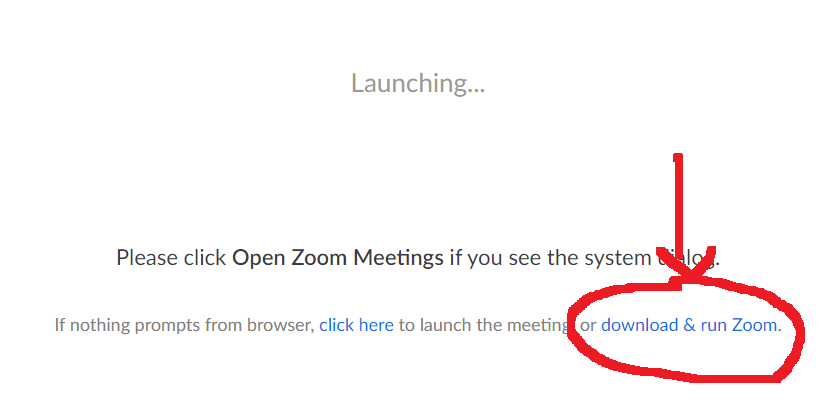 Launching...
Please click Open Zoom Meetings if you see the system dialog.
If nothing prompts from browser, click here to launch the meeting, or download & run Zoom.